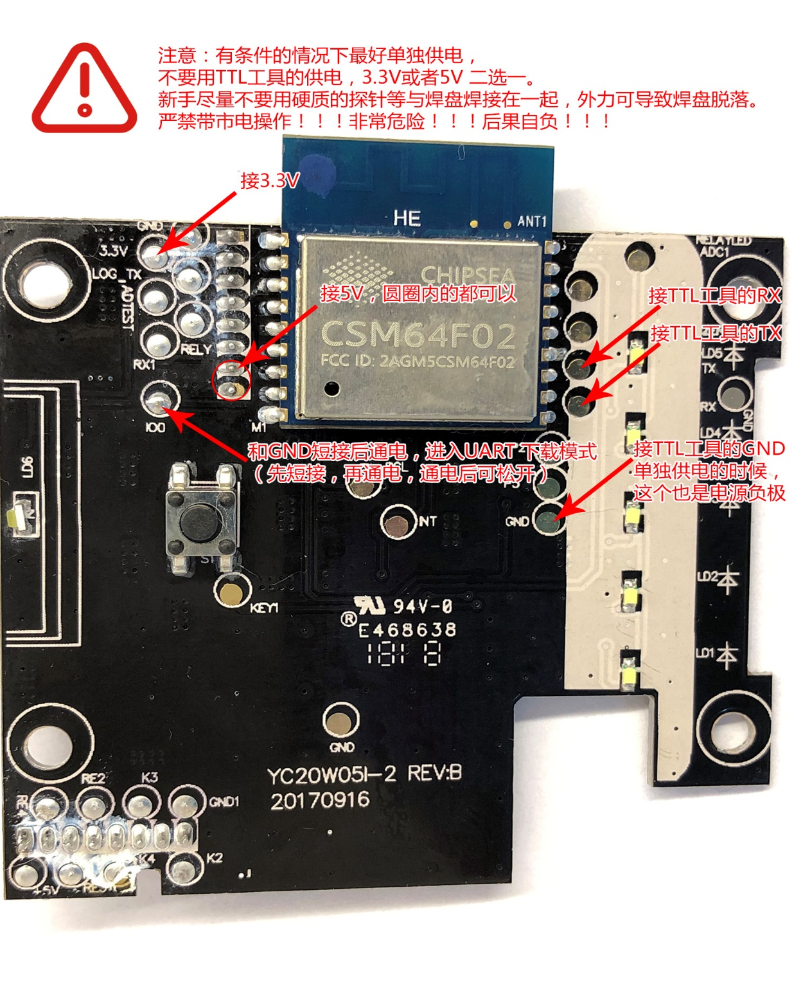 注意：有条件的情况下最好单独供电，
不要用TTL工具的供电，3.3V或者5V 二选一。
新手尽量不要用硬质的探针等与焊盘焊接在一起，外力可导致焊盘脱落。
严禁带市电操作！！！非常危险！！！后果自负！！！
接3.3V
HE
ANT1
GND
3.3V
LOG_TX
ADTEST
RELY
RX1
IO0
M1
CHIPSEA
接5V，圆圈内的都可以
CSM64F02
FCC ID: 2AGM5CSM64F02
RELAYLED
ADC1
接TTL工具的RX
接TTL工具的TX
LD5
TX
RX
GND
LD4
和GND短接后通电，进入UART下载模式
（先短接，再通电，通电后可松开）
接TTL工具的GND
单独供电的时候，
这个也是电源负极
LD6
INT
GND
S1
KEY1
LD2
94V-0
®
E468638
181 8
LD1
GND
YC20W05I-2 REV:B
20170916
RE2
K3
GND1
K4
K2
+5V